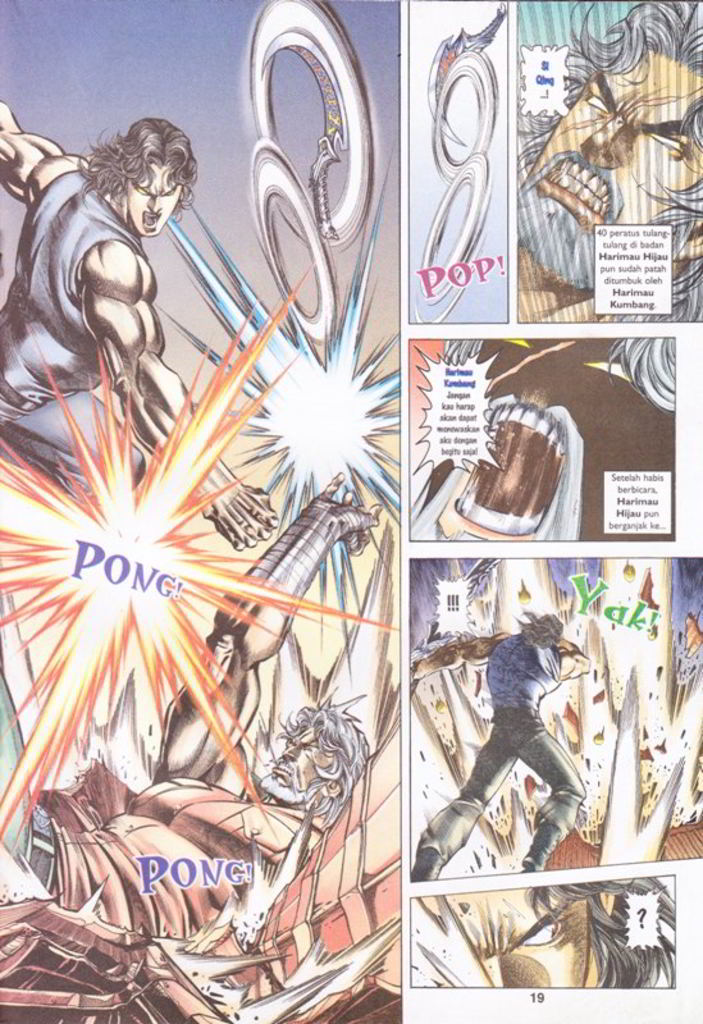 PONG!
PONG!
POP!
Si
Qing
...!
40 peratus tulang-
tulang di badan
Harimau Hijau
pun sudah patah
ditumbuk oleh
Harimau
Kumbang.
Harimau
Kumbang
Jangan
kau harap
akan dapat
menewaskan
aku dengan
begitu saja!
Setelah habis
berbicara,
Harimau
Hijau pun
berganjak ke...
!!!
Yak!
?
19